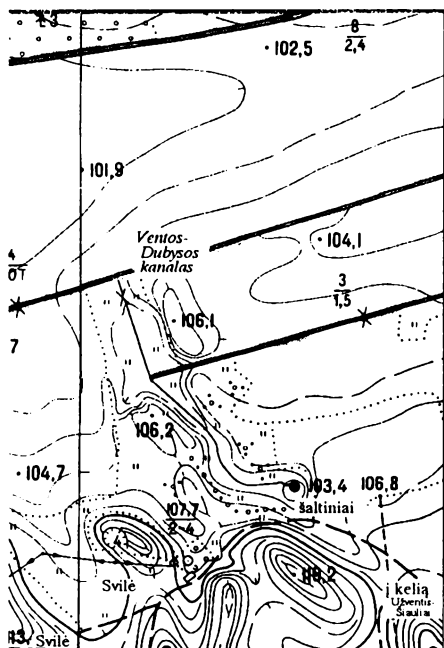 102,5
8
2,4
101,9
Ventos-
Dubysos
kanalas
104,1
4
3
1,5
106,1
7
106,2
104,7
103,4
106,8
107,7
2-4
šaltiniai
Svilė
118,2
į kelią
Užventis-
Šiauliai
Svilė